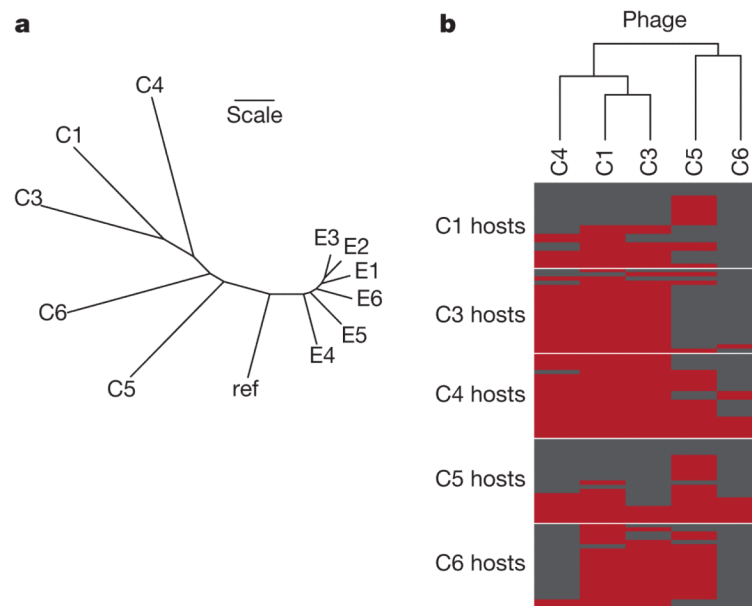 a
C4
C1
Scale
C3
E3
E2
E1
E6
C6
E5
E4
C5
ref
b
Phage
C4 C1 C3 C5 C6
C1 hosts
C3 hosts
C4 hosts
C5 hosts
C6 hosts